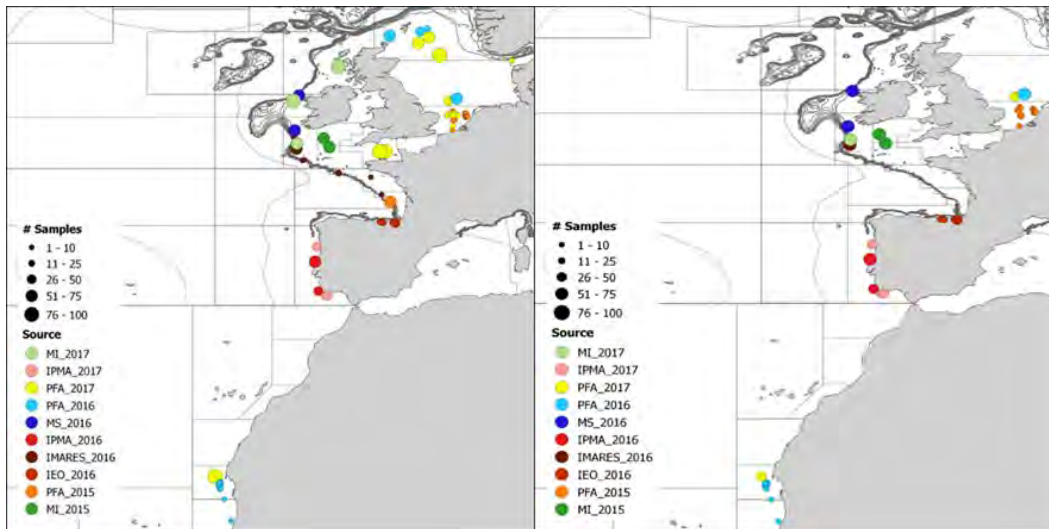 # Samples
1 - 10
11 - 25
26 - 50
51 - 75
76 - 100
Source
MI_2017
IPMA_2017
PFA_2017
PFA_2016
MS_2016
IPMA_2016
IMARES_2016
IEO_2016
PFA_2015
MI_2015
# Samples
1 - 10
11 - 25
26 - 50
51 - 75
76 - 100
Source
MI_2017
IPMA_2017
PFA_2017
PFA_2016
MS_2016
IPMA_2016
IMARES_2016
IEO_2016
PFA_2015
MI_2015